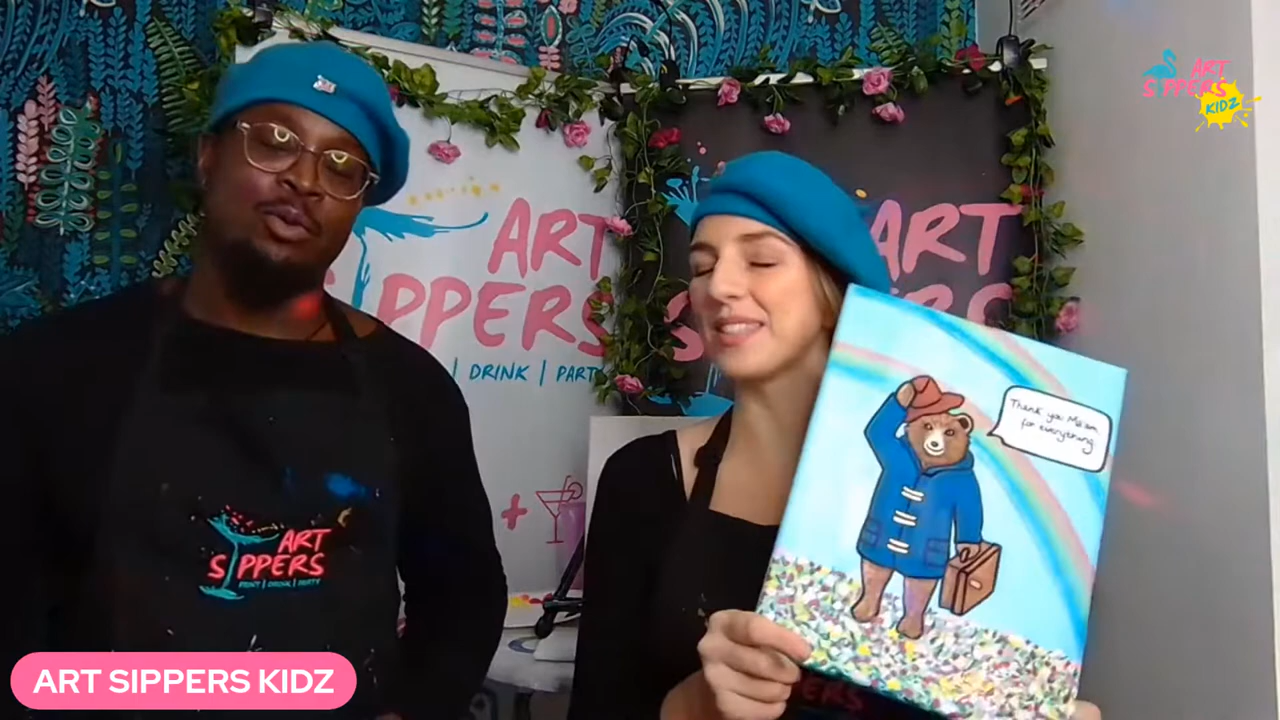 ART
SIPPERS
KIDZ
ART
SIPPERS
| DRINK | PART
ART
Thank you Ma'am,
for everything.
ART
SIPPERS
PAINT | DRINK | PARTY
ART SIPPERS KIDZ